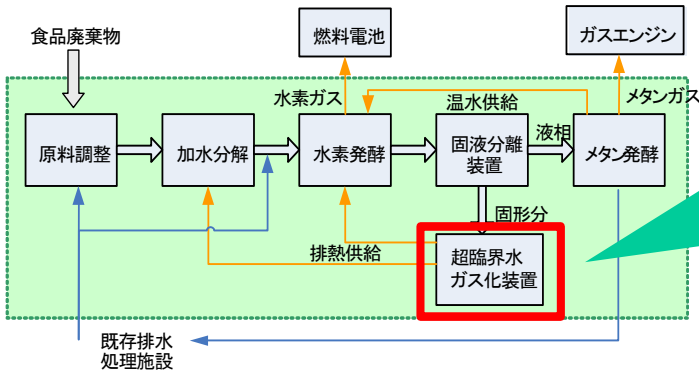 食品廃棄物
燃料電池
ガスエンジン
水素ガス
温水供給
メタンガス
原料調整
加水分解
水素発酵
固液分離
装置
液相
メタン発酵
固形分
排熱供給
超臨界水
ガス化装置
既存排水
処理施設